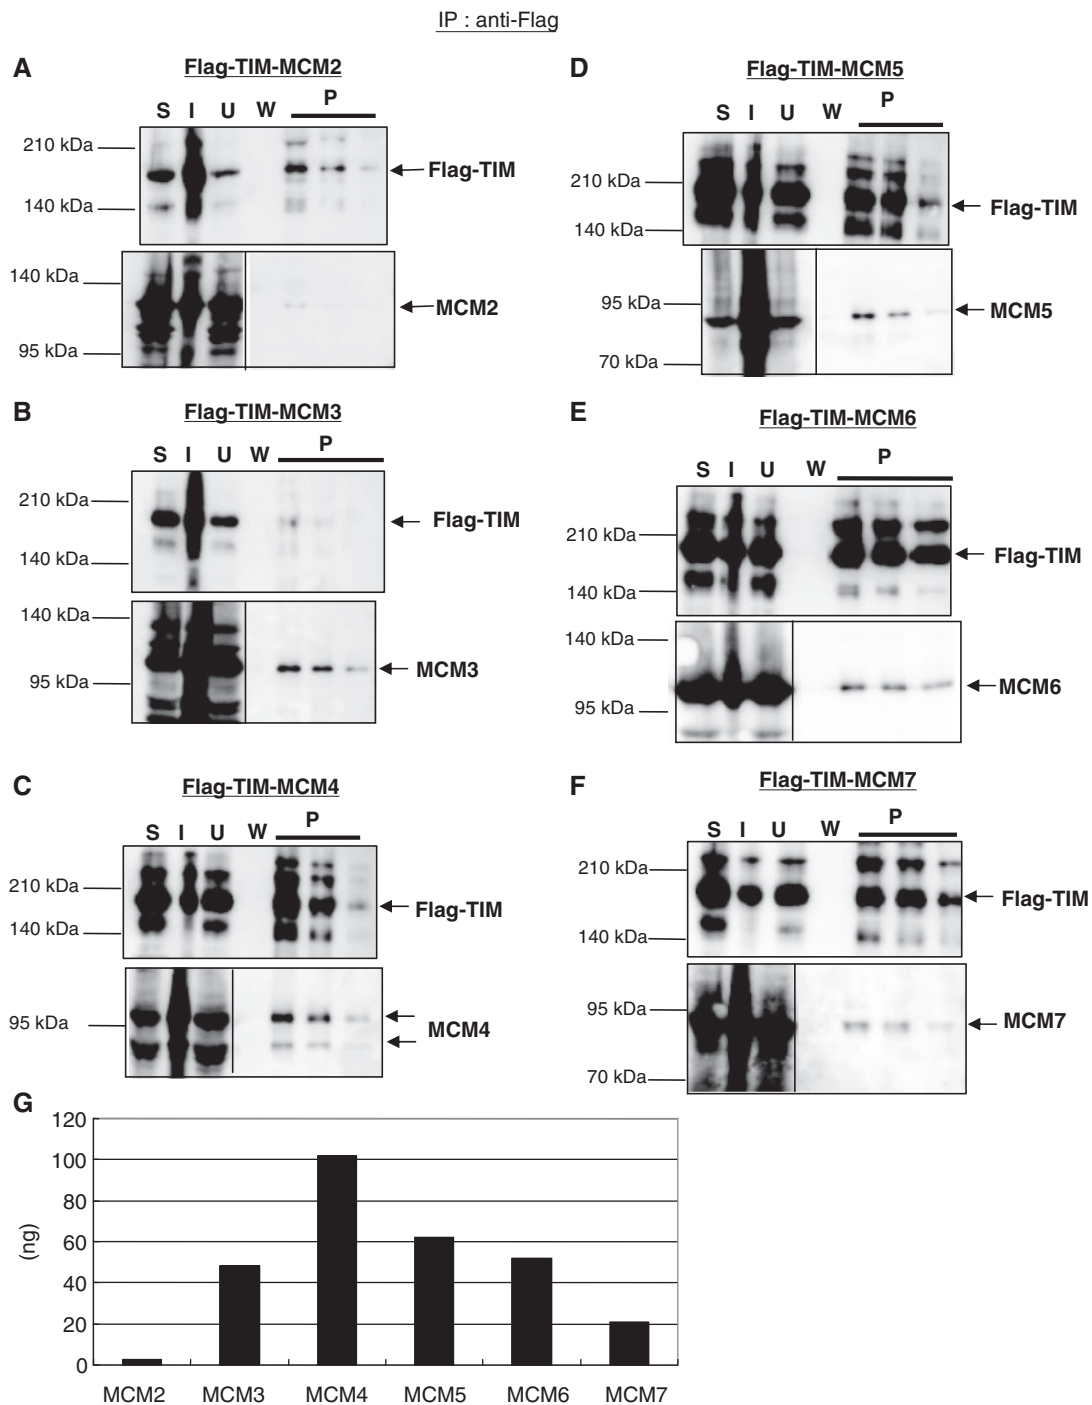 IP : anti-Flag
A
Flag-TIM-MCM2
S I U W P
210 kDa
140 kDa
Flag-TIM
140 kDa
95 kDa
MCM2
B
Flag-TIM-MCM3
S I U W P
210 kDa
140 kDa
Flag-TIM
140 kDa
95 kDa
MCM3
C
Flag-TIM-MCM4
S I U W P
210 kDa
140 kDa
Flag-TIM
95 kDa
MCM4
D
Flag-TIM-MCM5
S I U W P
210 kDa
140 kDa
Flag-TIM
95 kDa
70 kDa
MCM5
E
Flag-TIM-MCM6
S I U W P
210 kDa
140 kDa
Flag-TIM
140 kDa
95 kDa
MCM6
F
Flag-TIM-MCM7
S I U W P
210 kDa
140 kDa
Flag-TIM
95 kDa
70 kDa
MCM7
G
120
100
80
60
40
20
0
(ng)
MCM2 MCM3 MCM4 MCM5 MCM6 MCM7